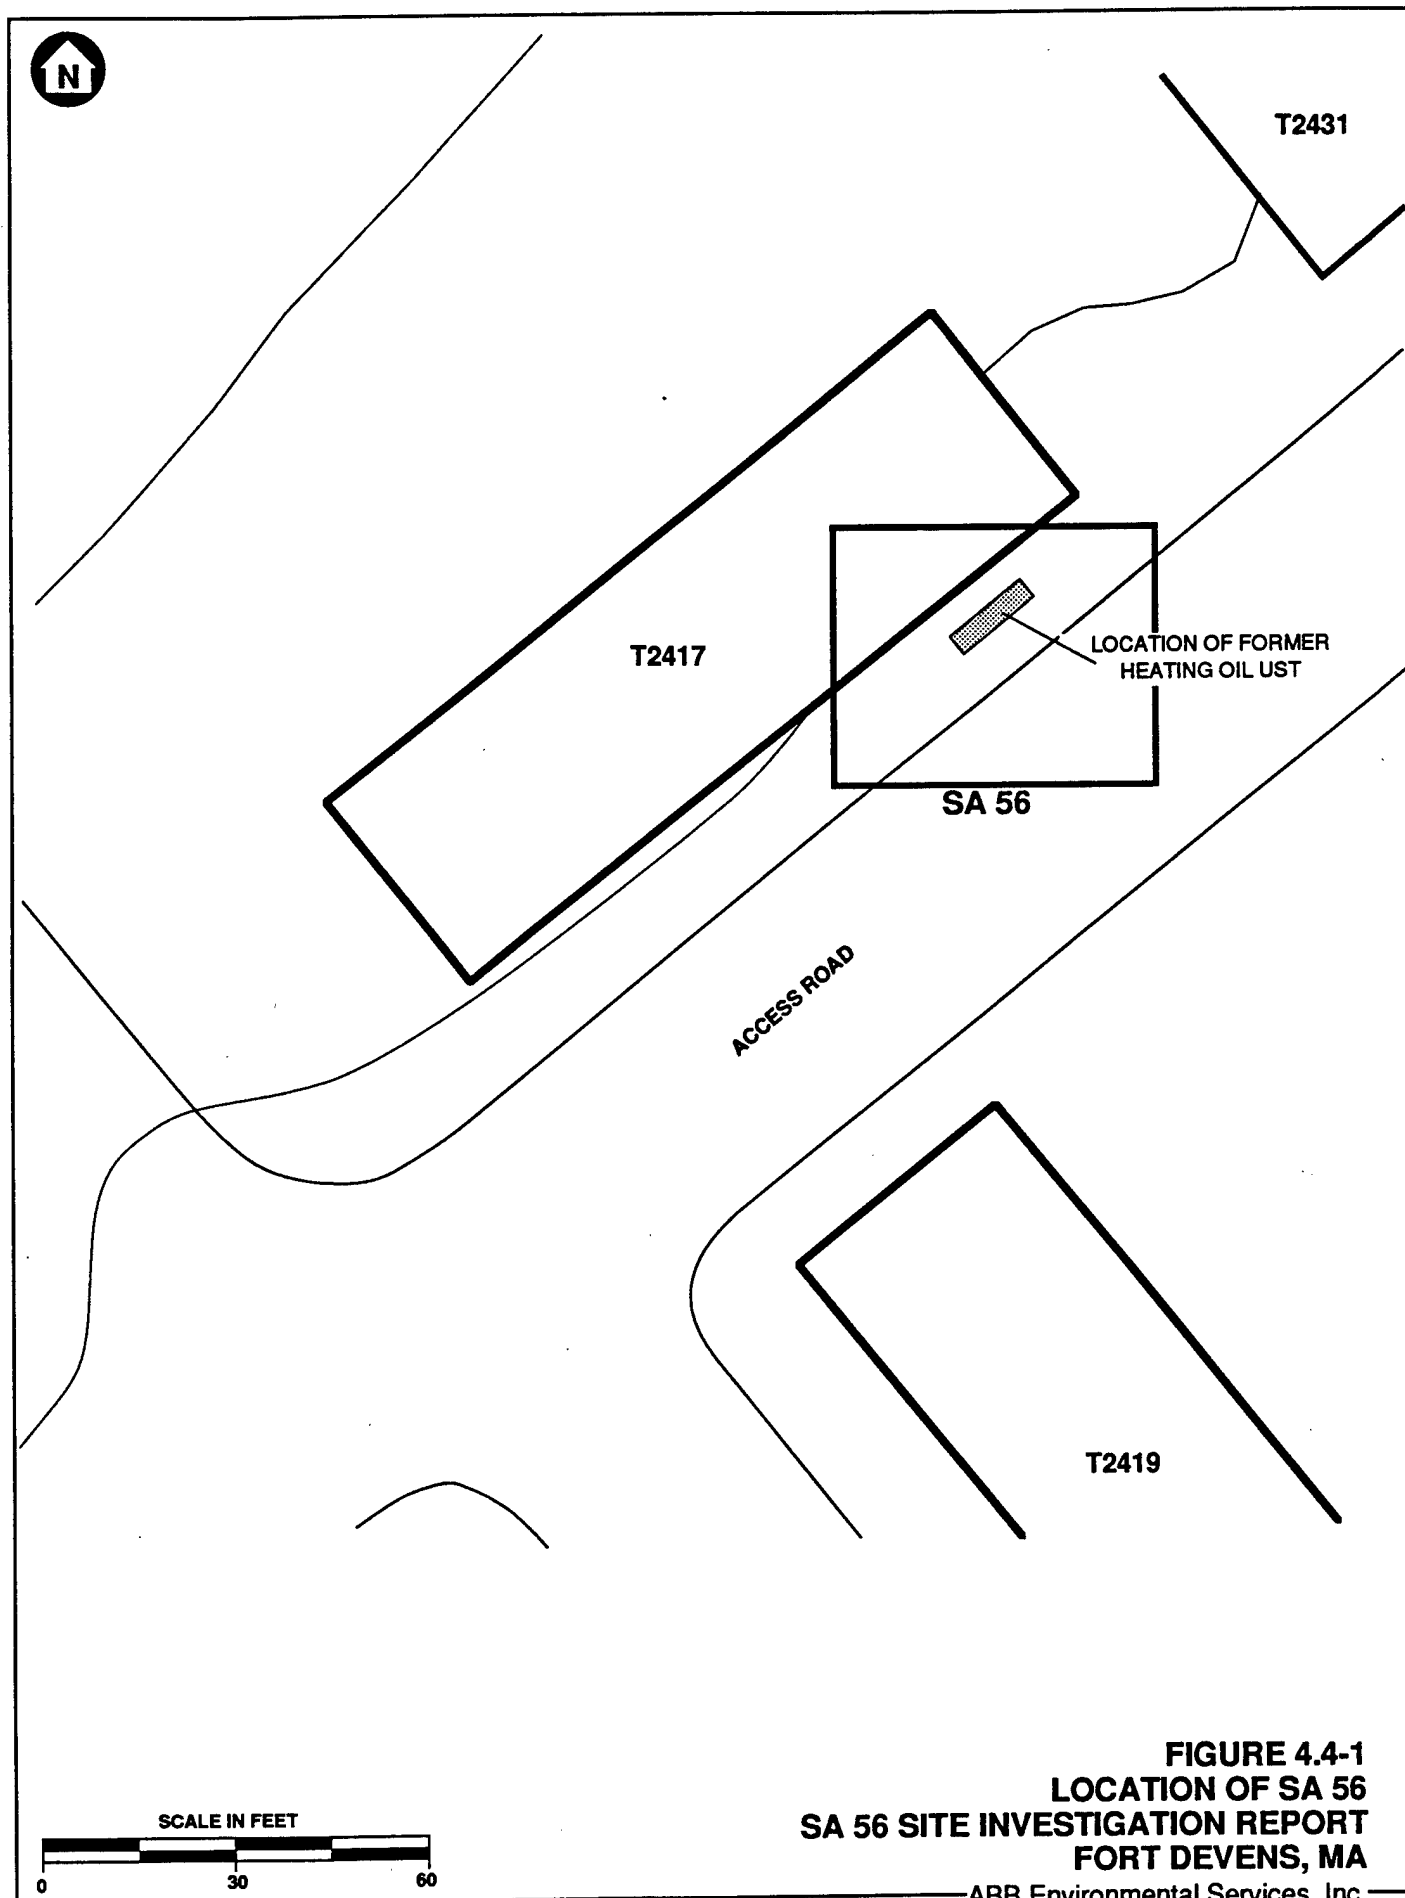 N
T2431
T2417
LOCATION OF FORMER
HEATING OIL UST
SA 56
ACCESS ROAD
T2419
FIGURE 4.4-1
LOCATION OF SA 56
SA 56 SITE INVESTIGATION REPORT
FORT DEVENS, MA
ABB Environmental Services, Inc.
SCALE IN FEET
0 30 60